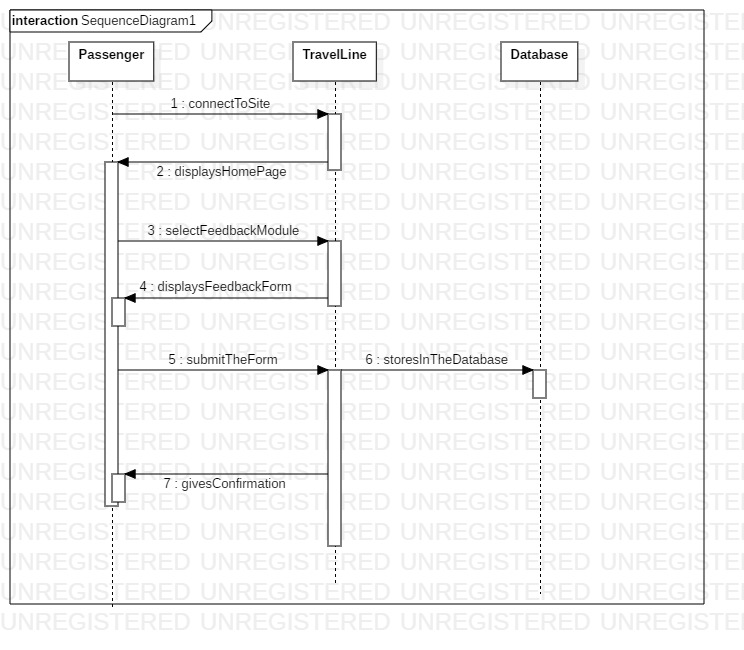 interaction SequenceDiagram1
Passenger
TravelLine
Database
1 : connectToSite
2 : displaysHomePage
3 : selectFeedbackModule
4 : displaysFeedbackForm
5 : submitTheForm
6 : storesInTheDatabase
7 : givesConfirmation
UNREGISTERED UNREGISTERED UNREGISTERED UNREGISTERED